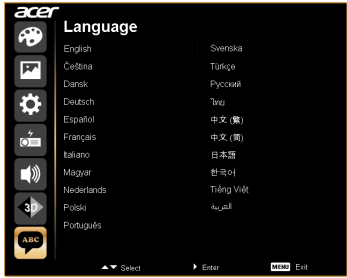 acer
Language
English
Čeština
Dansk
Deutsch
Español
Français
Italiano
Magyar
Nederlands
Polski
Português
Svenska
Türkçe
Русский
ไทย
中文 (繁)
中文 (简)
日本語
한국어
Tiếng Việt
العربية
3D
ABC
Select
Enter
MENU Exit